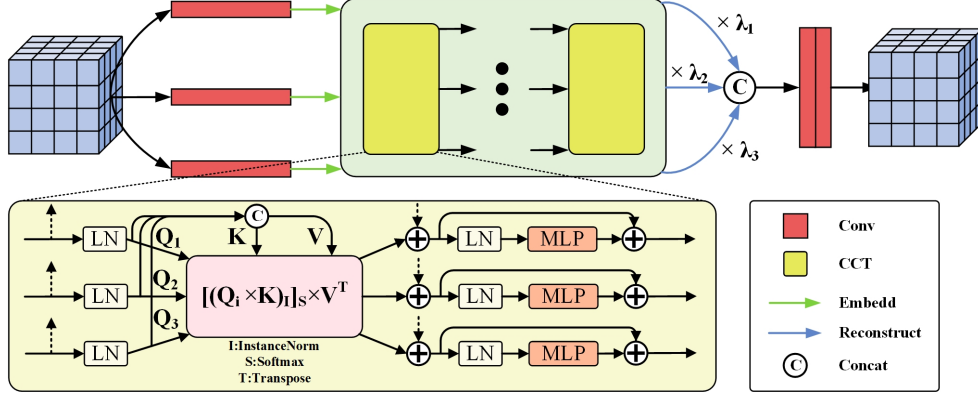 × λ₁
× λ₂
C
× λ₃
LN
Q₁
C
K
V
LN
MLP
LN
Q₂
[(Qᵢ ×K)ᵢ]ₛ×Vᵀ
LN
MLP
LN
Q₃
LN
MLP
I:InstanceNorm
S:Softmax
T:Transpose
Conv
CCT
Embedd
Reconstruct
C
Concat